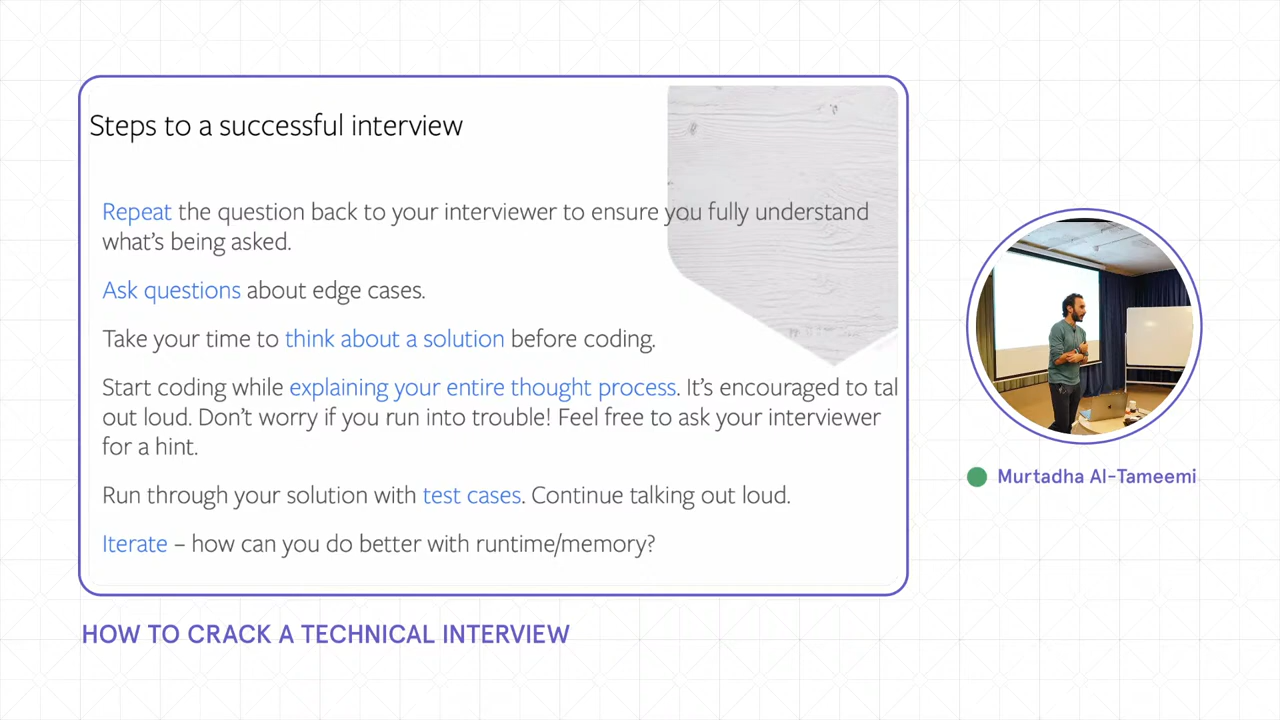 Steps to a successful interview
Repeat the question back to your interviewer to ensure you fully understand
what's being asked.
Ask questions about edge cases.
Take your time to think about a solution before coding.
Start coding while explaining your entire thought process. It's encouraged to tal
out loud. Don't worry if you run into trouble! Feel free to ask your interviewer
for a hint.
Run through your solution with test cases. Continue talking out loud.
Iterate – how can you do better with runtime/memory?
Murtadha Al-Tameemi
HOW TO CRACK A TECHNICAL INTERVIEW